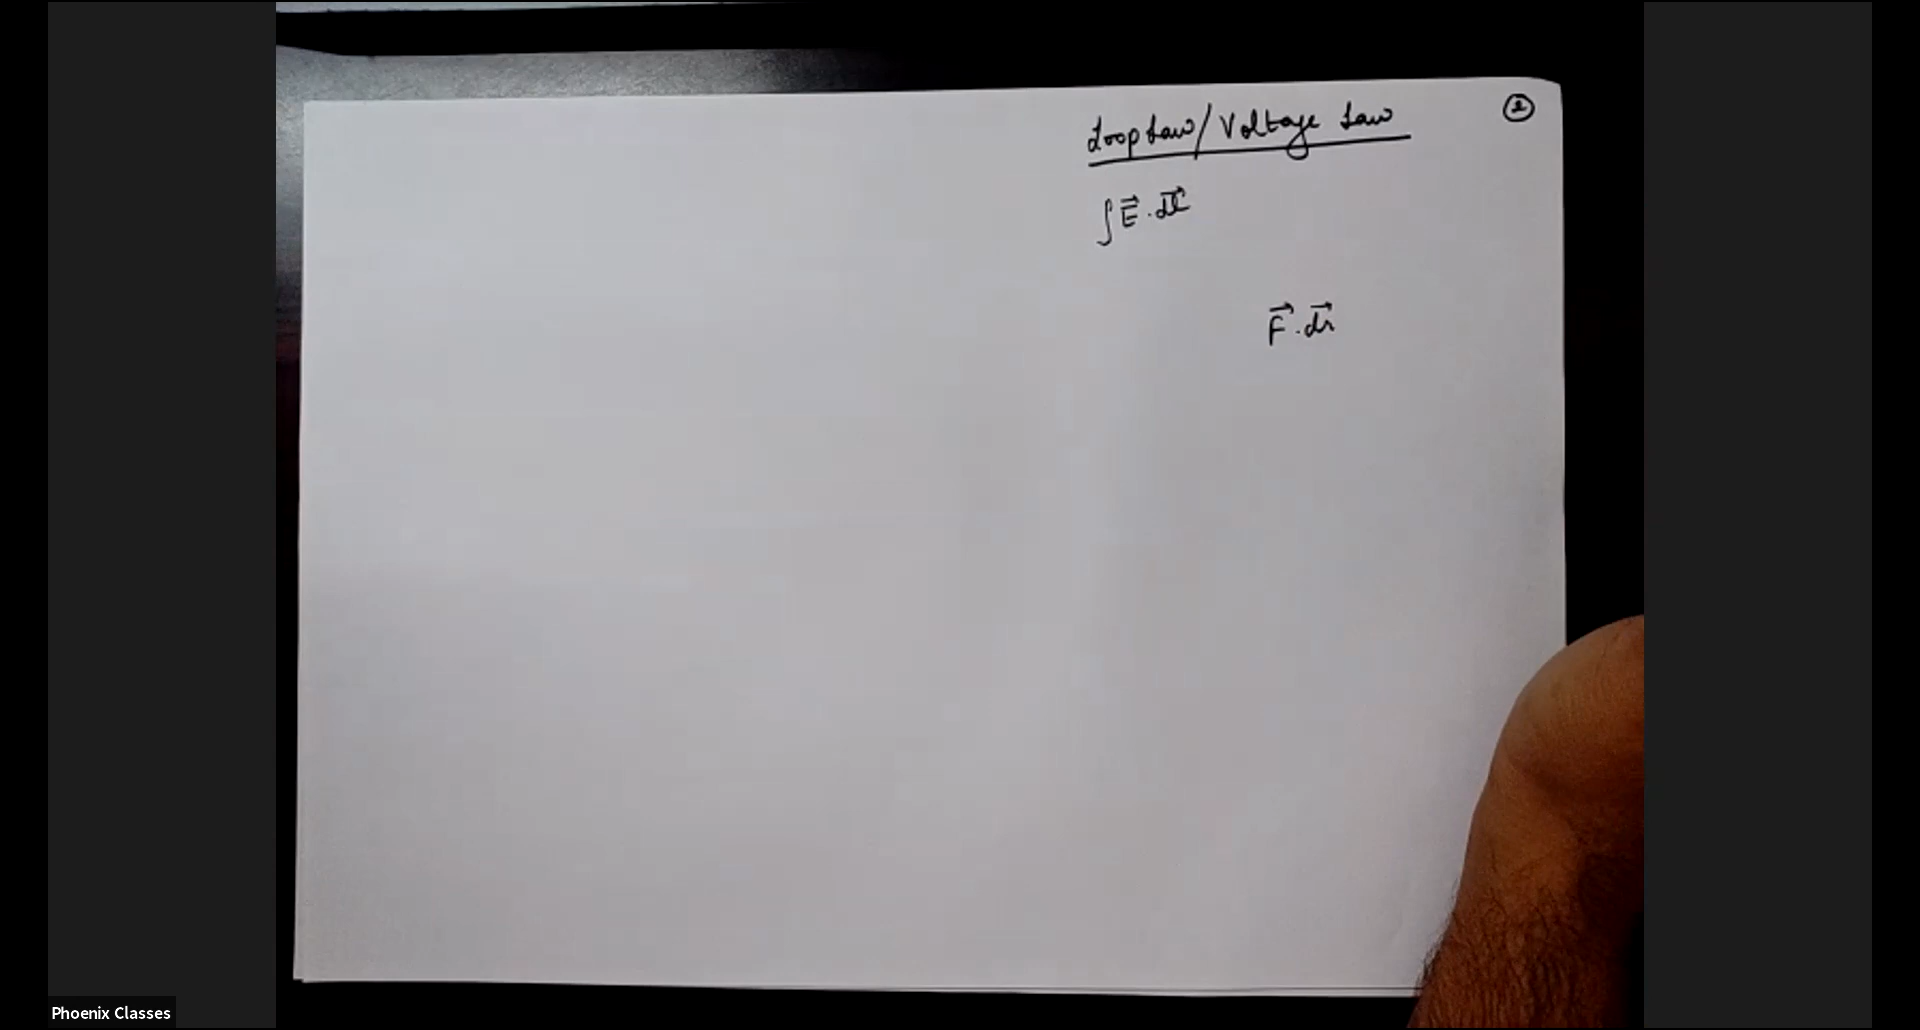 Loop Law/Voltage Law
②
∫E⃗.dl⃗
F⃗.dr⃗
Phoenix Classes